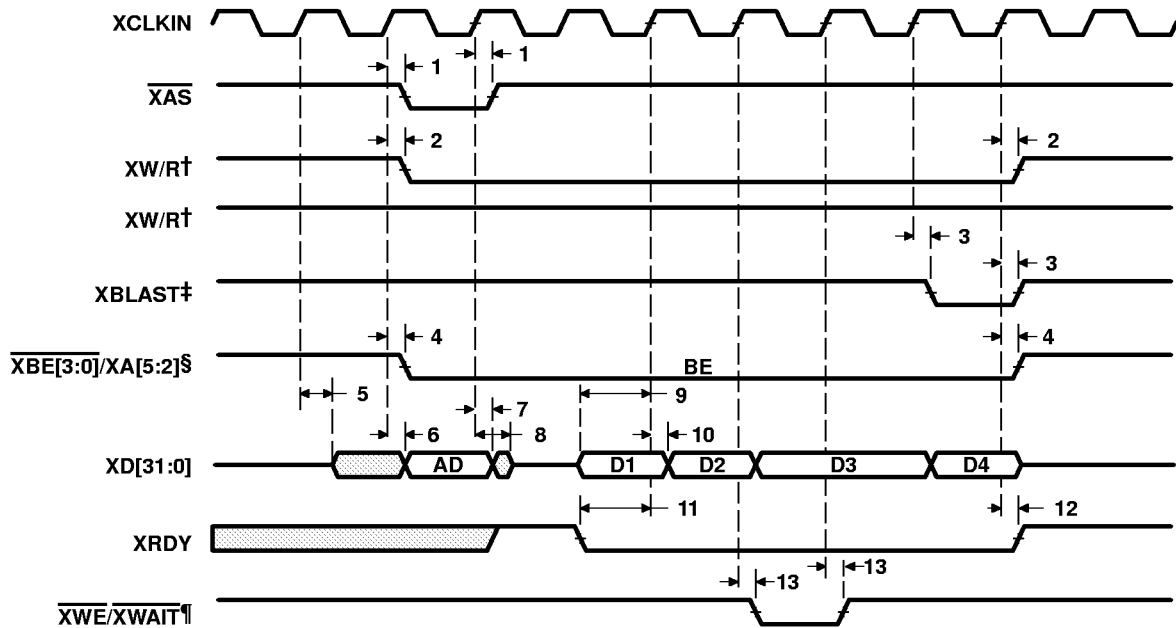 XCLKIN
1
1
XAS
2
2
XW/R†
XW/R†
3
3
XBLAST‡
4
4
XBE[3:0]/XA[5:2]§
BE
5
7
9
6
8
10
XD[31:0]
AD
D1
D2
D3
D4
11
12
XRDY
13
13
XWE/XWAIT¶